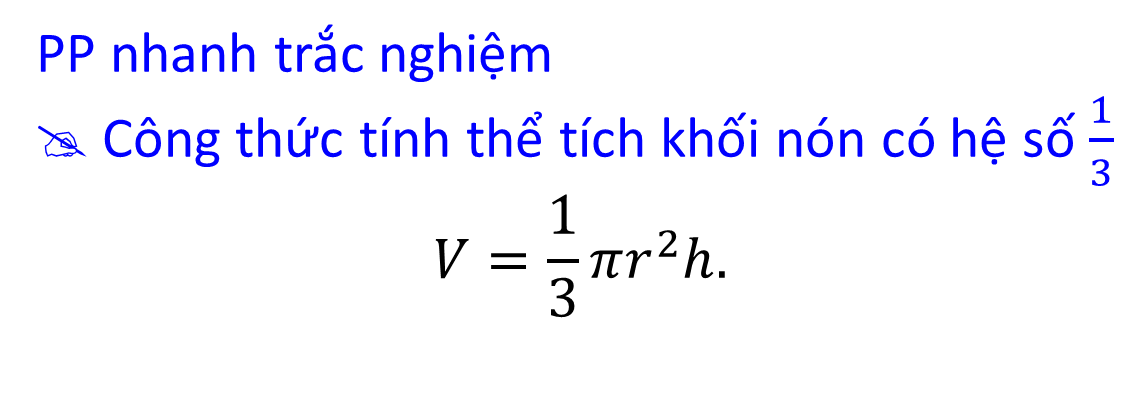 PP nhanh trắc nghiệm
🖎 Công thức tính thể tích khối nón có hệ số 1/3
V = 1/3 πr²h.